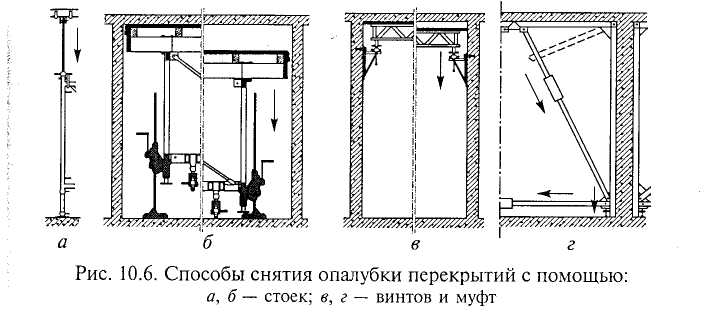 а б в г
Рис. 10.6. Способы снятия опалубки перекрытий с помощью:
а, б — стоек; в, г — винтов и муфт